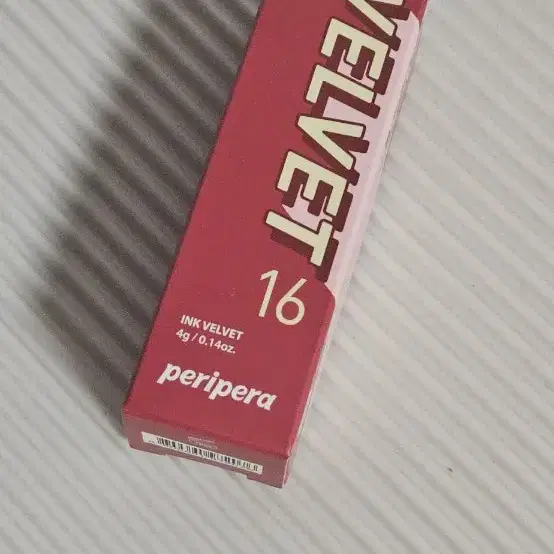 VELVET
16
INK VELVET
4g / 0.14oz.
peripera